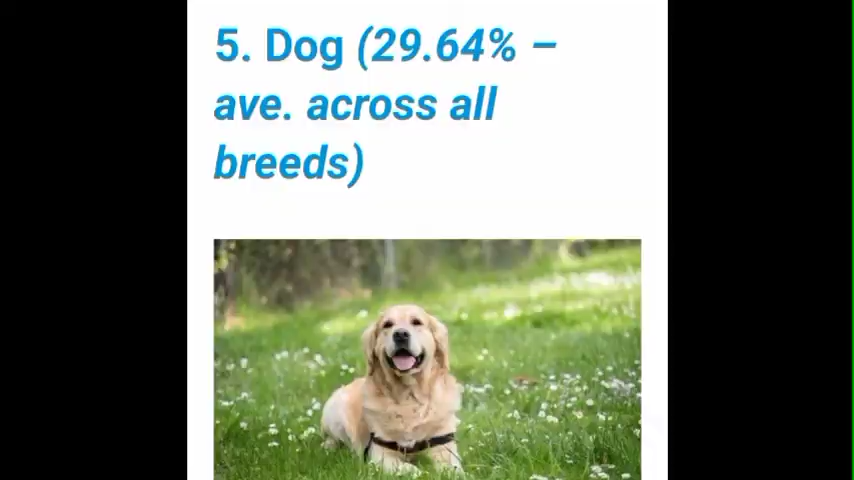 5. Dog (29.64% –
ave. across all
breeds)